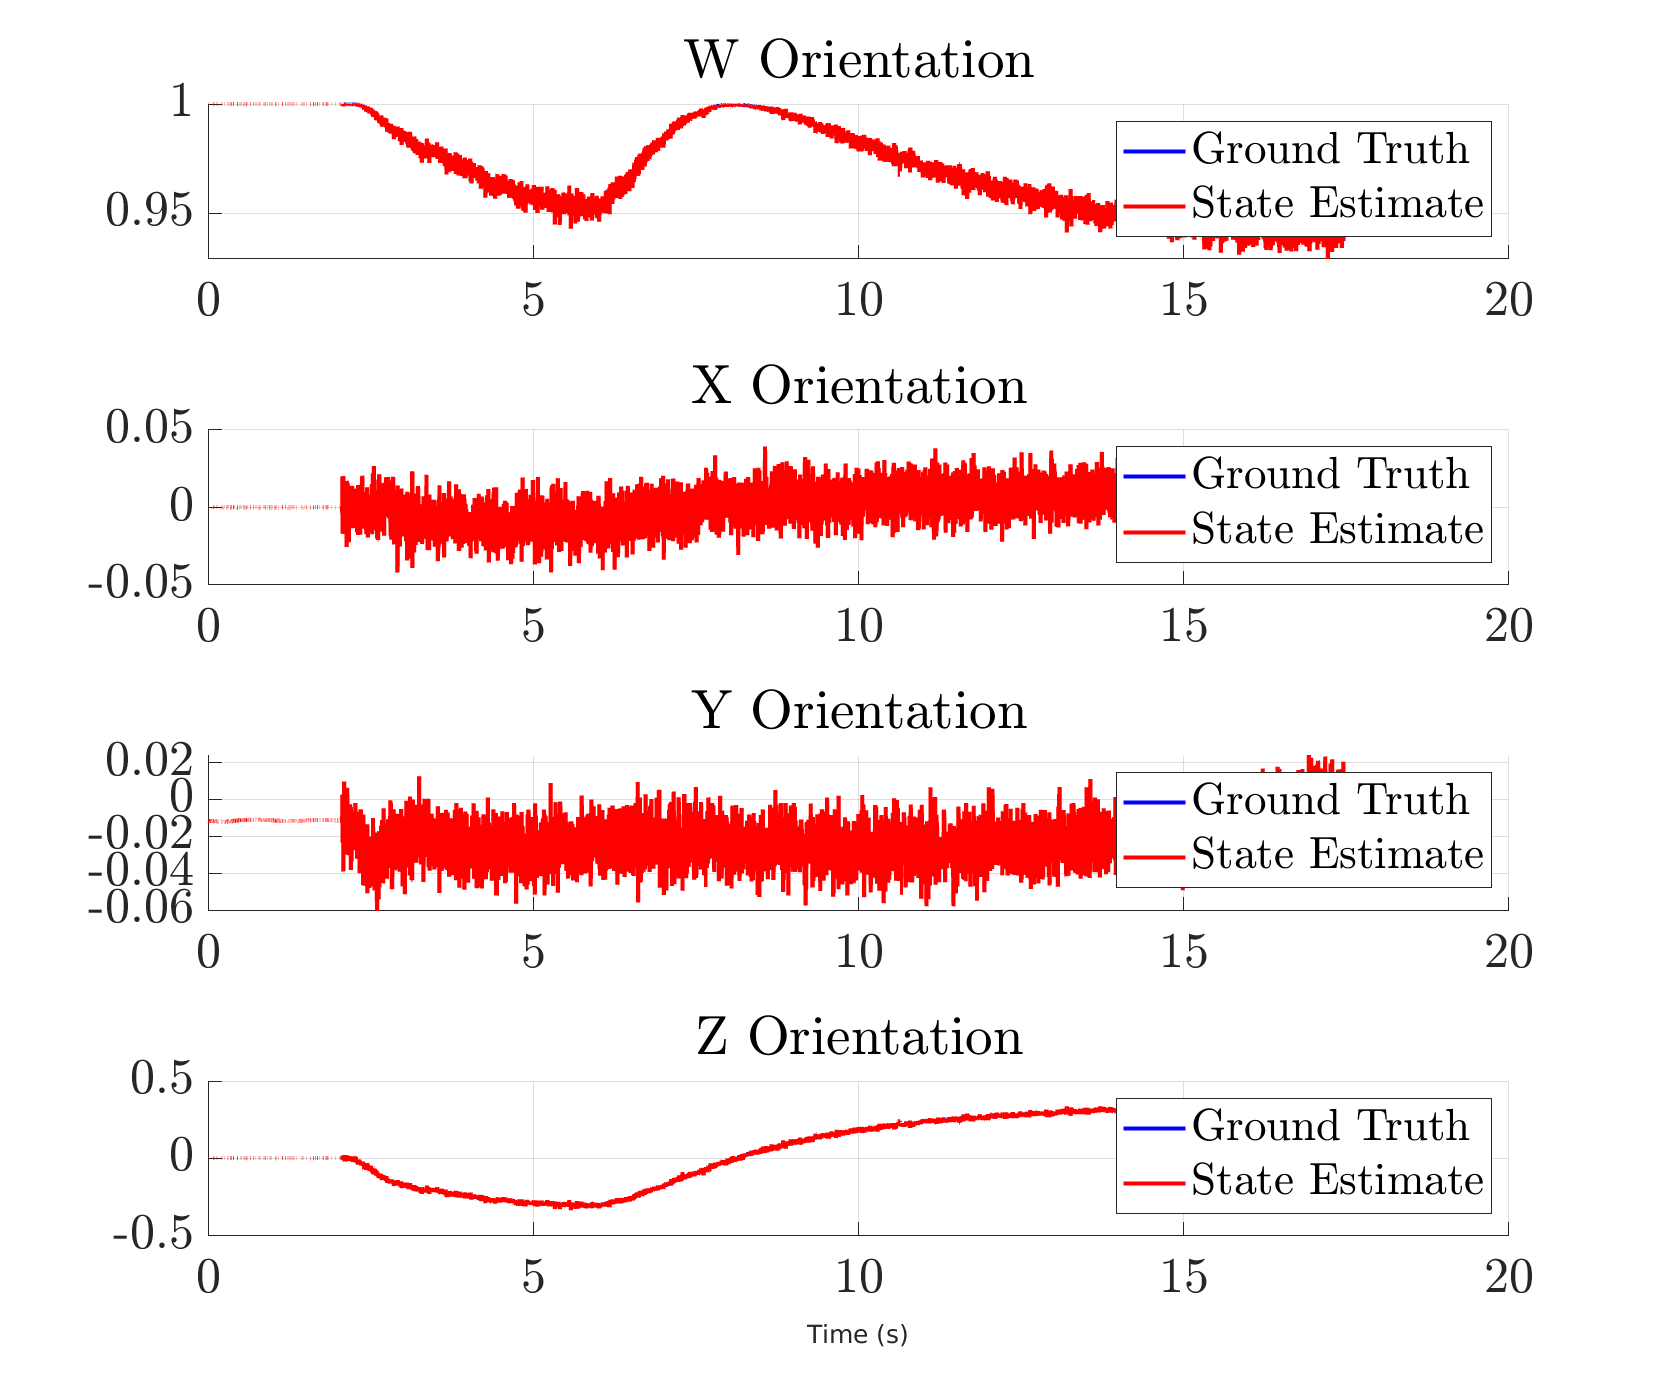 W Orientation
1
0.95
0 5 10 15 20
Ground Truth
State Estimate
X Orientation
0.05
0
-0.05
0 5 10 15 20
Ground Truth
State Estimate
Y Orientation
0.02
0
-0.02
-0.04
-0.06
0 5 10 15 20
Ground Truth
State Estimate
Z Orientation
0.5
0
-0.5
0 5 10 15 20
Ground Truth
State Estimate
Time (s)